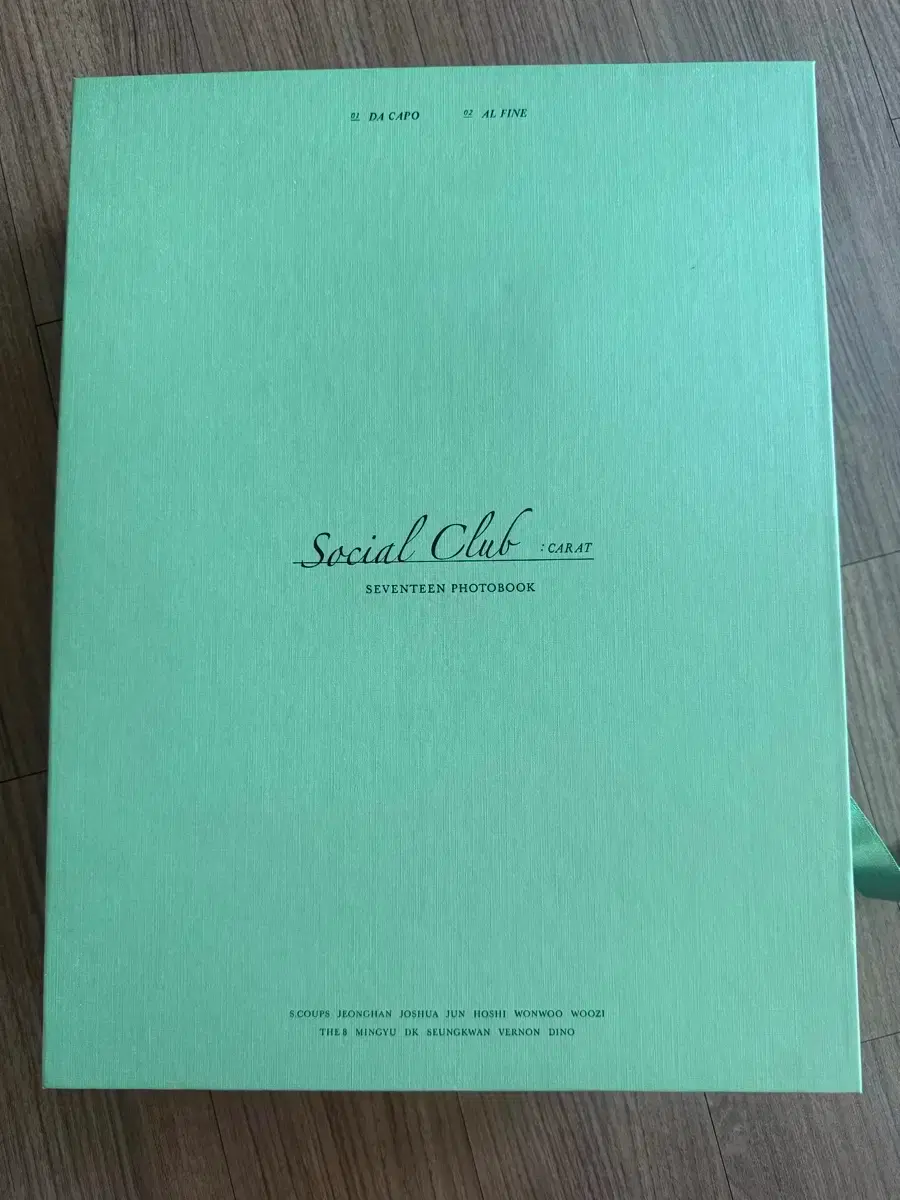 01 DA CAPO 02 AL FINE
Social Club : CARAT
SEVENTEEN PHOTOBOOK
S.COUPS JEONGHAN JOSHUA JUN HOSHI WONWOO WOOZI
THE 8 MINGYU DK SEUNGKWAN VERNON DINO